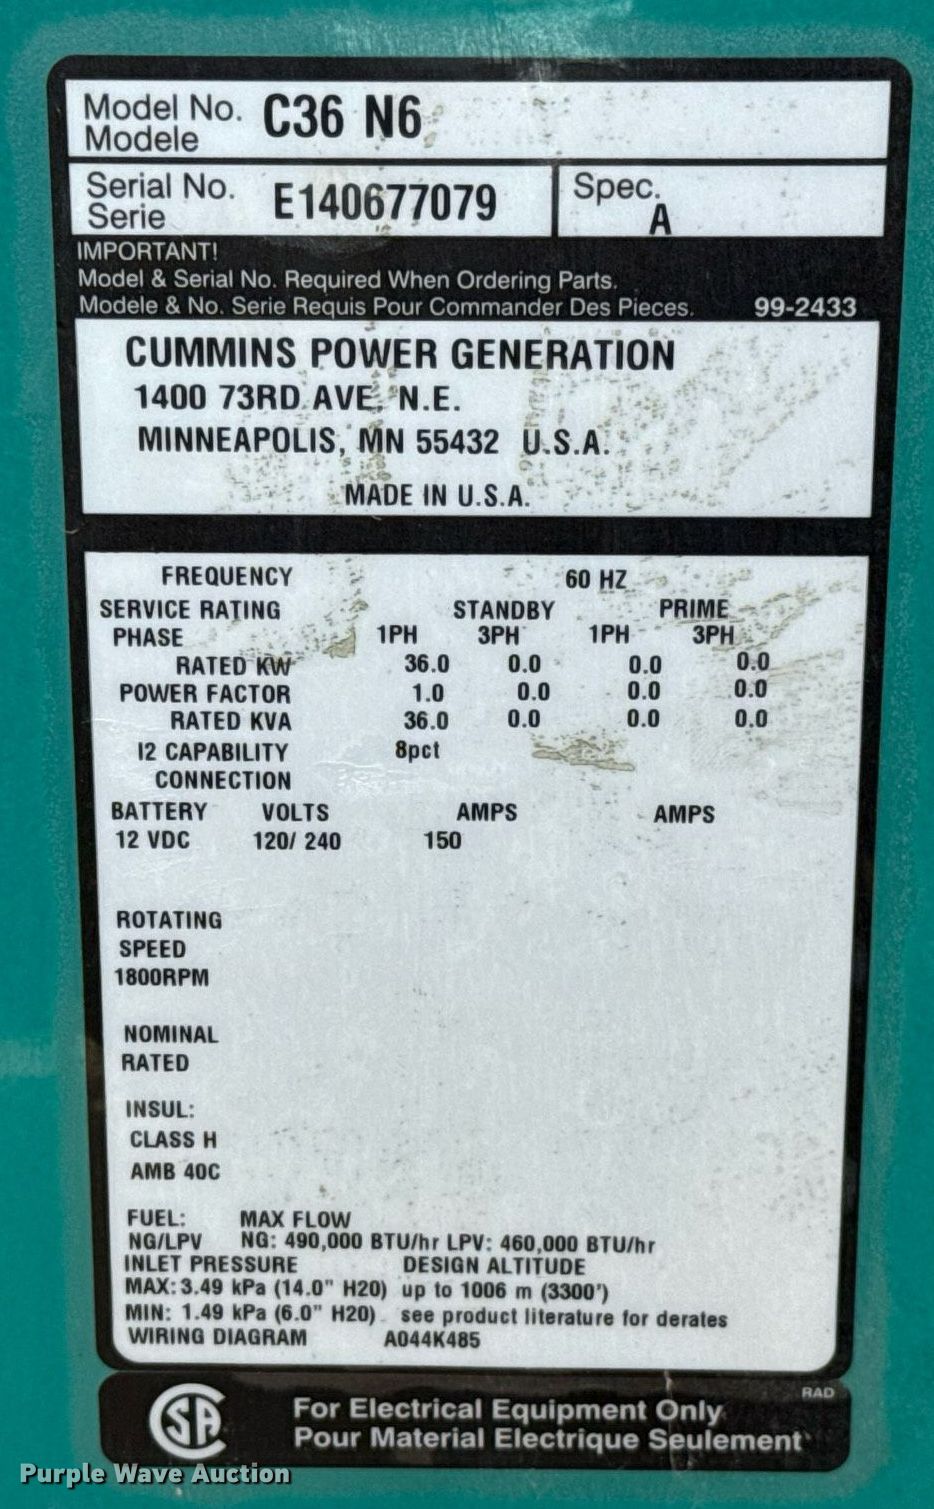 Model No. C36 N6
Modele
Serial No. E140677079 Spec.
Serie A
IMPORTANT!
Model & Serial No. Required When Ordering Parts.
Modele & No. Serie Requis Pour Commander Des Pieces. 99-2433
CUMMINS POWER GENERATION
1400 73RD AVE, N.E.
MINNEAPOLIS, MN 55432 U.S.A.
MADE IN U.S.A.
FREQUENCY 60 HZ
SERVICE RATING STANDBY PRIME
PHASE 1PH 3PH 1PH 3PH
RATED KW 36.0 0.0 0.0 0.0
POWER FACTOR 1.0 0.0 0.0 0.0
RATED KVA 36.0 0.0 0.0 0.0
I2 CAPABILITY 8pct
CONNECTION
BATTERY VOLTS AMPS AMPS
12 VDC 120/ 240 150
ROTATING
SPEED
1800RPM
NOMINAL
RATED
INSUL:
CLASS H
AMB 40C
FUEL: MAX FLOW
NG/LPV NG: 490,000 BTU/hr LPV: 460,000 BTU/hr
INLET PRESSURE DESIGN ALTITUDE
MAX: 3.49 kPa (14.0" H20) up to 1006 m (3300')
MIN: 1.49 kPa (6.0" H20) see product literature for derates
WIRING DIAGRAM A044K485
RAD
SA
For Electrical Equipment Only
Pour Material Electrique Seulement
Purple Wave Auction